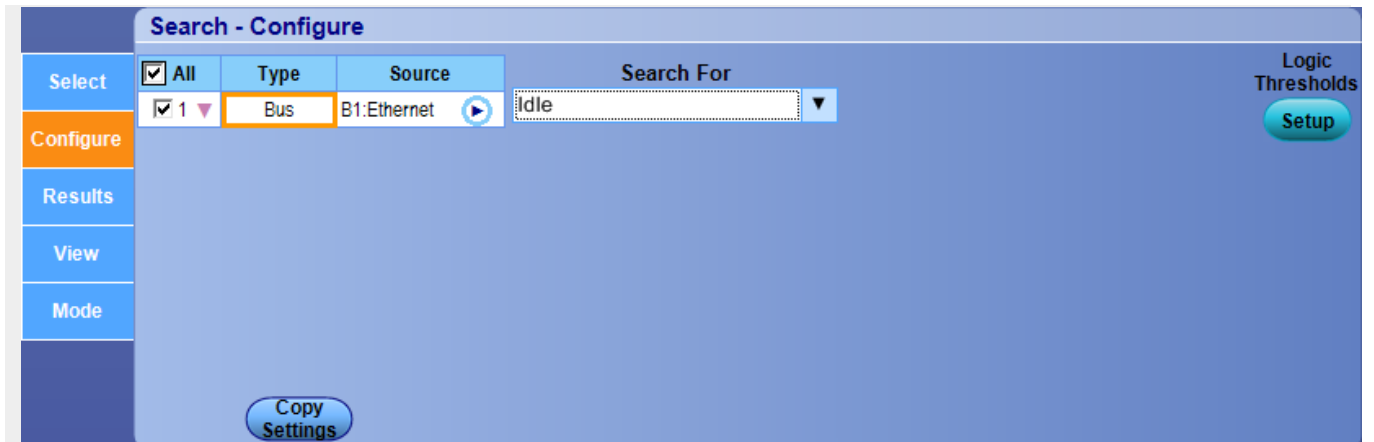 Search - Configure
Select
Configure
Results
View
Mode
All Type Source
1 Bus B1:Ethernet
Search For
Idle
Logic
Thresholds
Setup
Copy
Settings